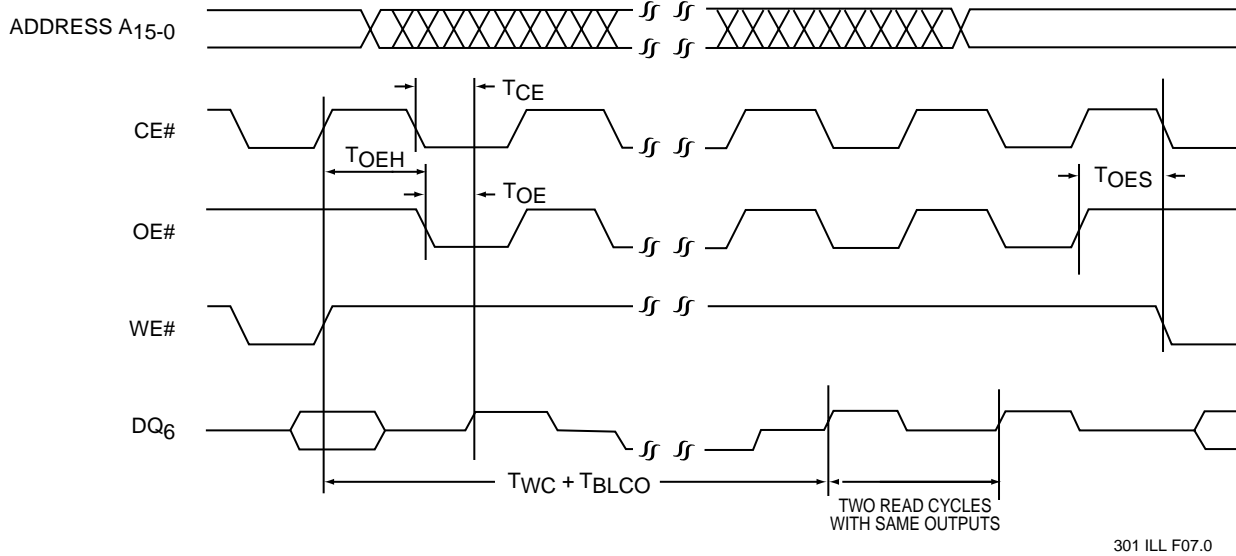 ADDRESS A15-0
TCE
CE#
TOEH
TOE
TOES
OE#
WE#
DQ6
TWC + TBLCO
TWO READ CYCLES
WITH SAME OUTPUTS
301 ILL F07.0